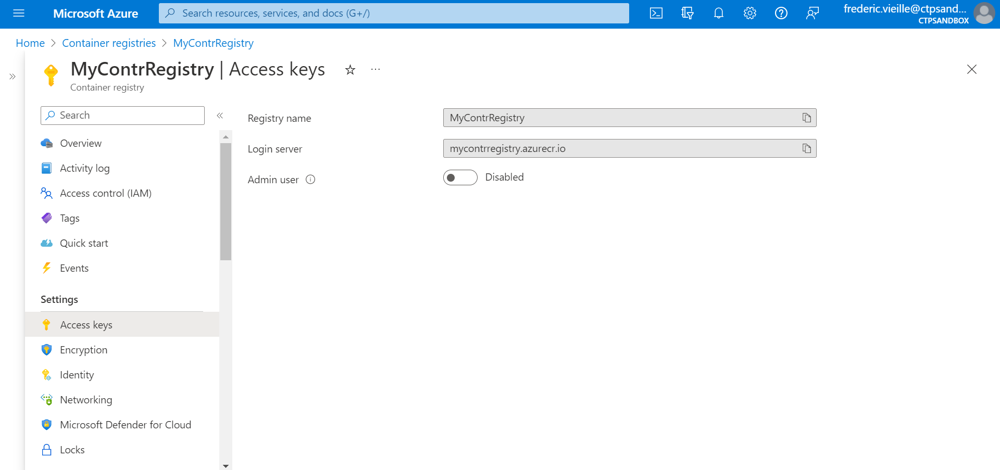 Microsoft Azure
Search resources, services, and docs (G+/)
frederic.vieille@ctpsand...
CTPSANDBOX
Home > Container registries > MyContrRegistry
MyContrRegistry | Access keys
Container registry
Search
Overview
Activity log
Access control (IAM)
Tags
Quick start
Events
Settings
Access keys
Encryption
Identity
Networking
Microsoft Defender for Cloud
Locks
Registry name
MyContrRegistry
Login server
mycontrregistry.azurecr.io
Admin user
Disabled